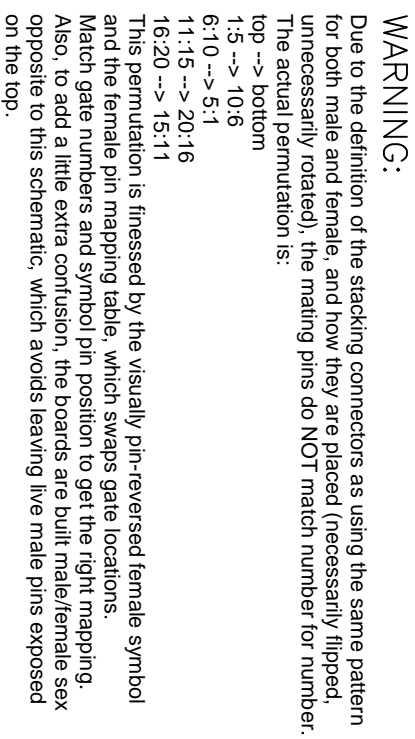 WARNING:
Due to the definition of the stacking connectors as using the same pattern
for both male and female, and how they are placed (necessarily flipped,
unnecessarily rotated), the mating pins do NOT match number for number.
The actual permutation is:
top --> bottom
1:5 --> 10:6
6:10 --> 5:1
11:15 --> 20:16
16:20 --> 15:11
This permutation is finessed by the visually pin-reversed female symbol
and the female pin mapping table, which swaps gate locations.
Match gate numbers and symbol pin position to get the right mapping.
Also, to add a little extra confusion, the boards are built male/female sex
opposite to this schematic, which avoids leaving live male pins exposed
on the top.